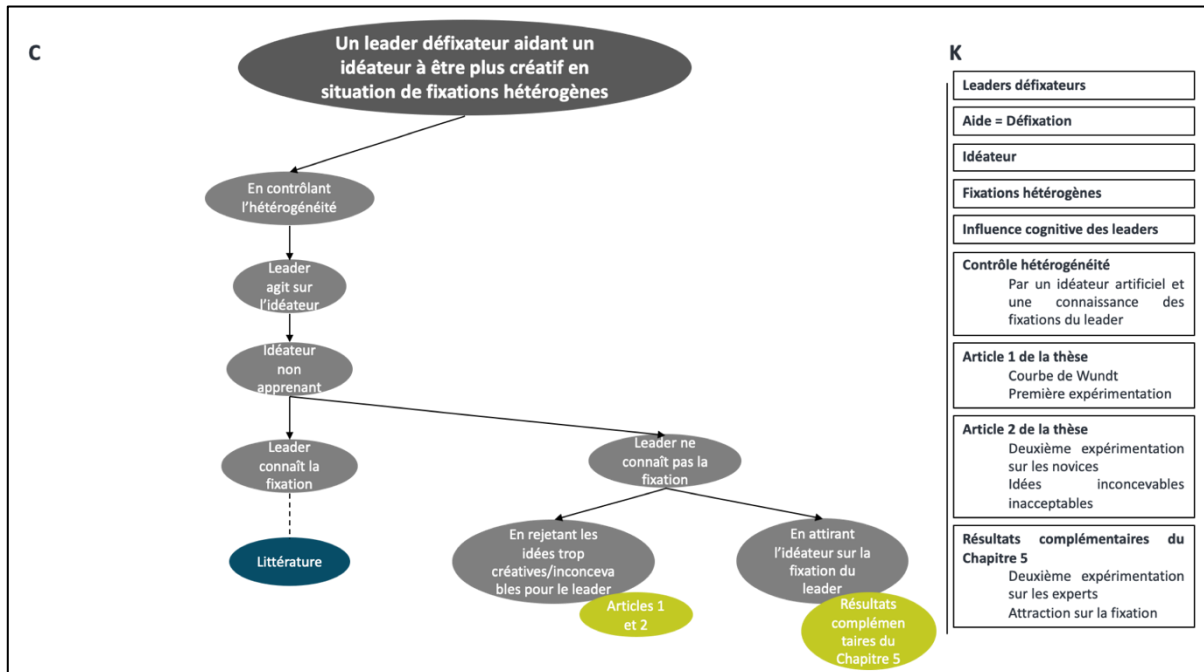 C
Un leader défixateur aidant un
idéateur à être plus créatif en
situation de fixations hétérogènes
En contrôlant
l'hétérogénéité
Leader
agit sur
l'idéateur
Idéateur
non
apprenant
Leader
connaît la
fixation
Leader ne
connaît pas la
fixation
Littérature
En rejetant les
idées trop
créatives/inconceva
bles pour le leader
Articles 1
et 2
En attirant
l'idéateur sur la
fixation du
leader
Résultats
complémen
taires du
Chapitre 5
K
Leaders défixateurs
Aide = Défixation
Idéateur
Fixations hétérogènes
Influence cognitive des leaders
Contrôle hétérogénéité
Par un idéateur artificiel et
une connaissance des
fixations du leader
Article 1 de la thèse
Courbe de Wundt
Première expérimentation
Article 2 de la thèse
Deuxième expérimentation
sur les novices
Idées inconcevables
inacceptables
Résultats complémentaires du
Chapitre 5
Deuxième expérimentation
sur les experts
Attraction sur la fixation